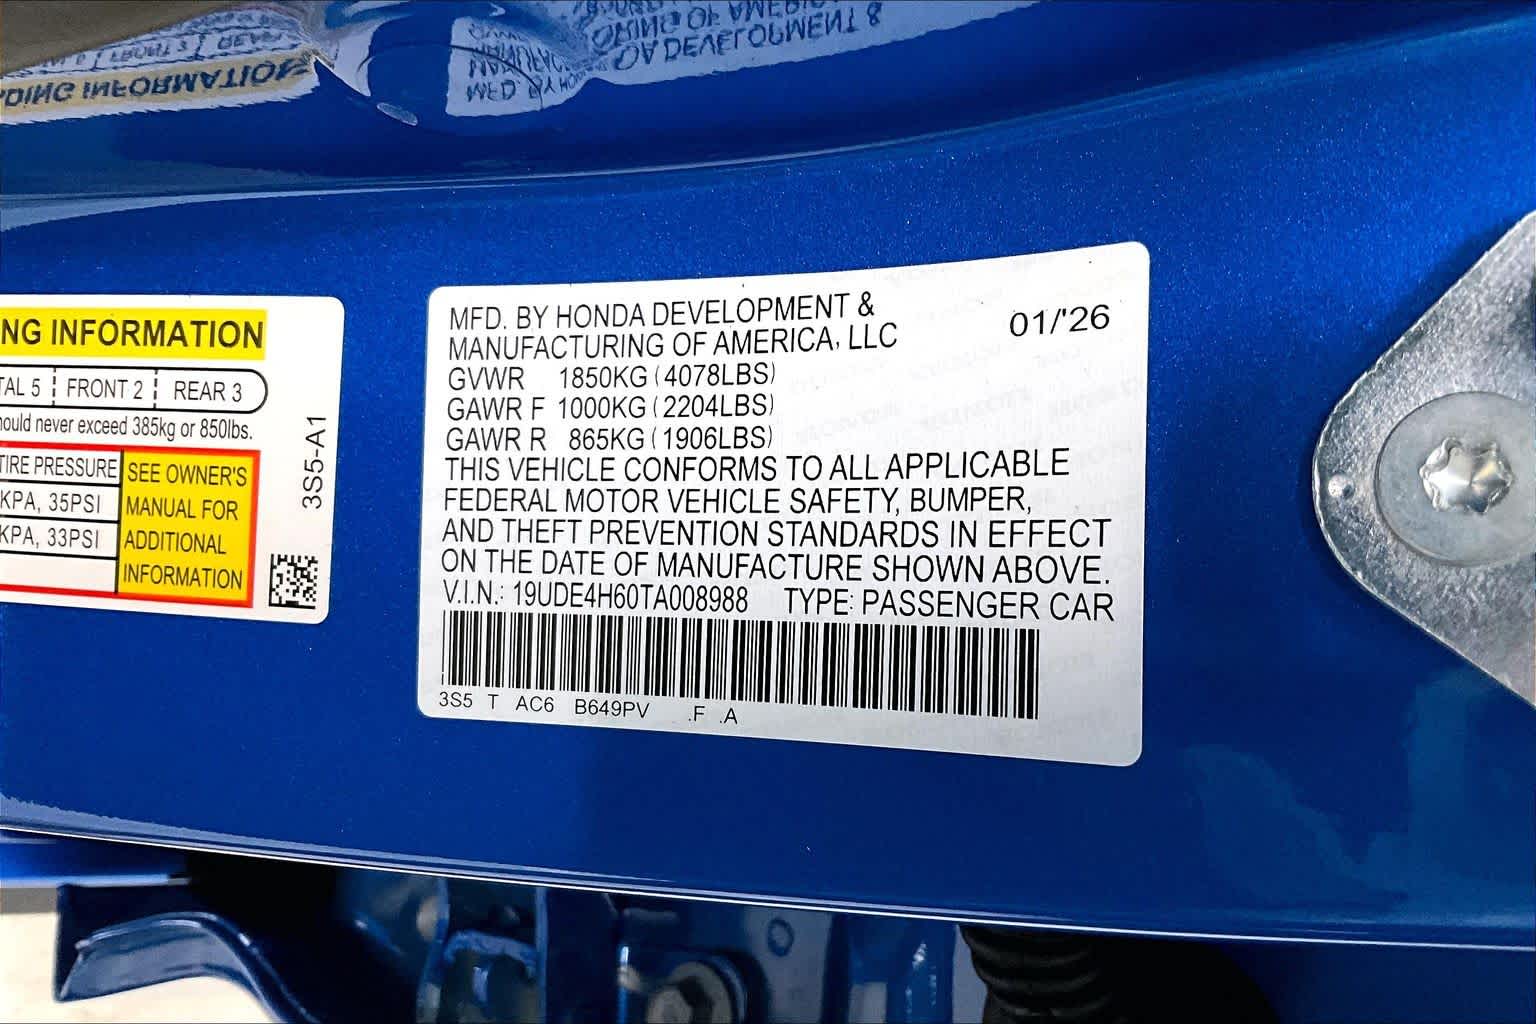 NG INFORMATION
TAL 5 FRONT 2 REAR 3
ould never exceed 385kg or 850lbs.
TIRE PRESSURE
KPA, 35PSI
KPA, 33PSI
SEE OWNER'S
MANUAL FOR
ADDITIONAL
INFORMATION
3S5-A1
MFD. BY HONDA DEVELOPMENT &
MANUFACTURING OF AMERICA, LLC
01/'26
GVWR 1850KG (4078LBS)
GAWR F 1000KG (2204LBS)
GAWR R 865KG (1906LBS)
THIS VEHICLE CONFORMS TO ALL APPLICABLE
FEDERAL MOTOR VEHICLE SAFETY, BUMPER,
AND THEFT PREVENTION STANDARDS IN EFFECT
ON THE DATE OF MANUFACTURE SHOWN ABOVE.
V.I.N.: 19UDE4H60TA008988 TYPE: PASSENGER CAR
3S5 T AC6 B649PV .F .A